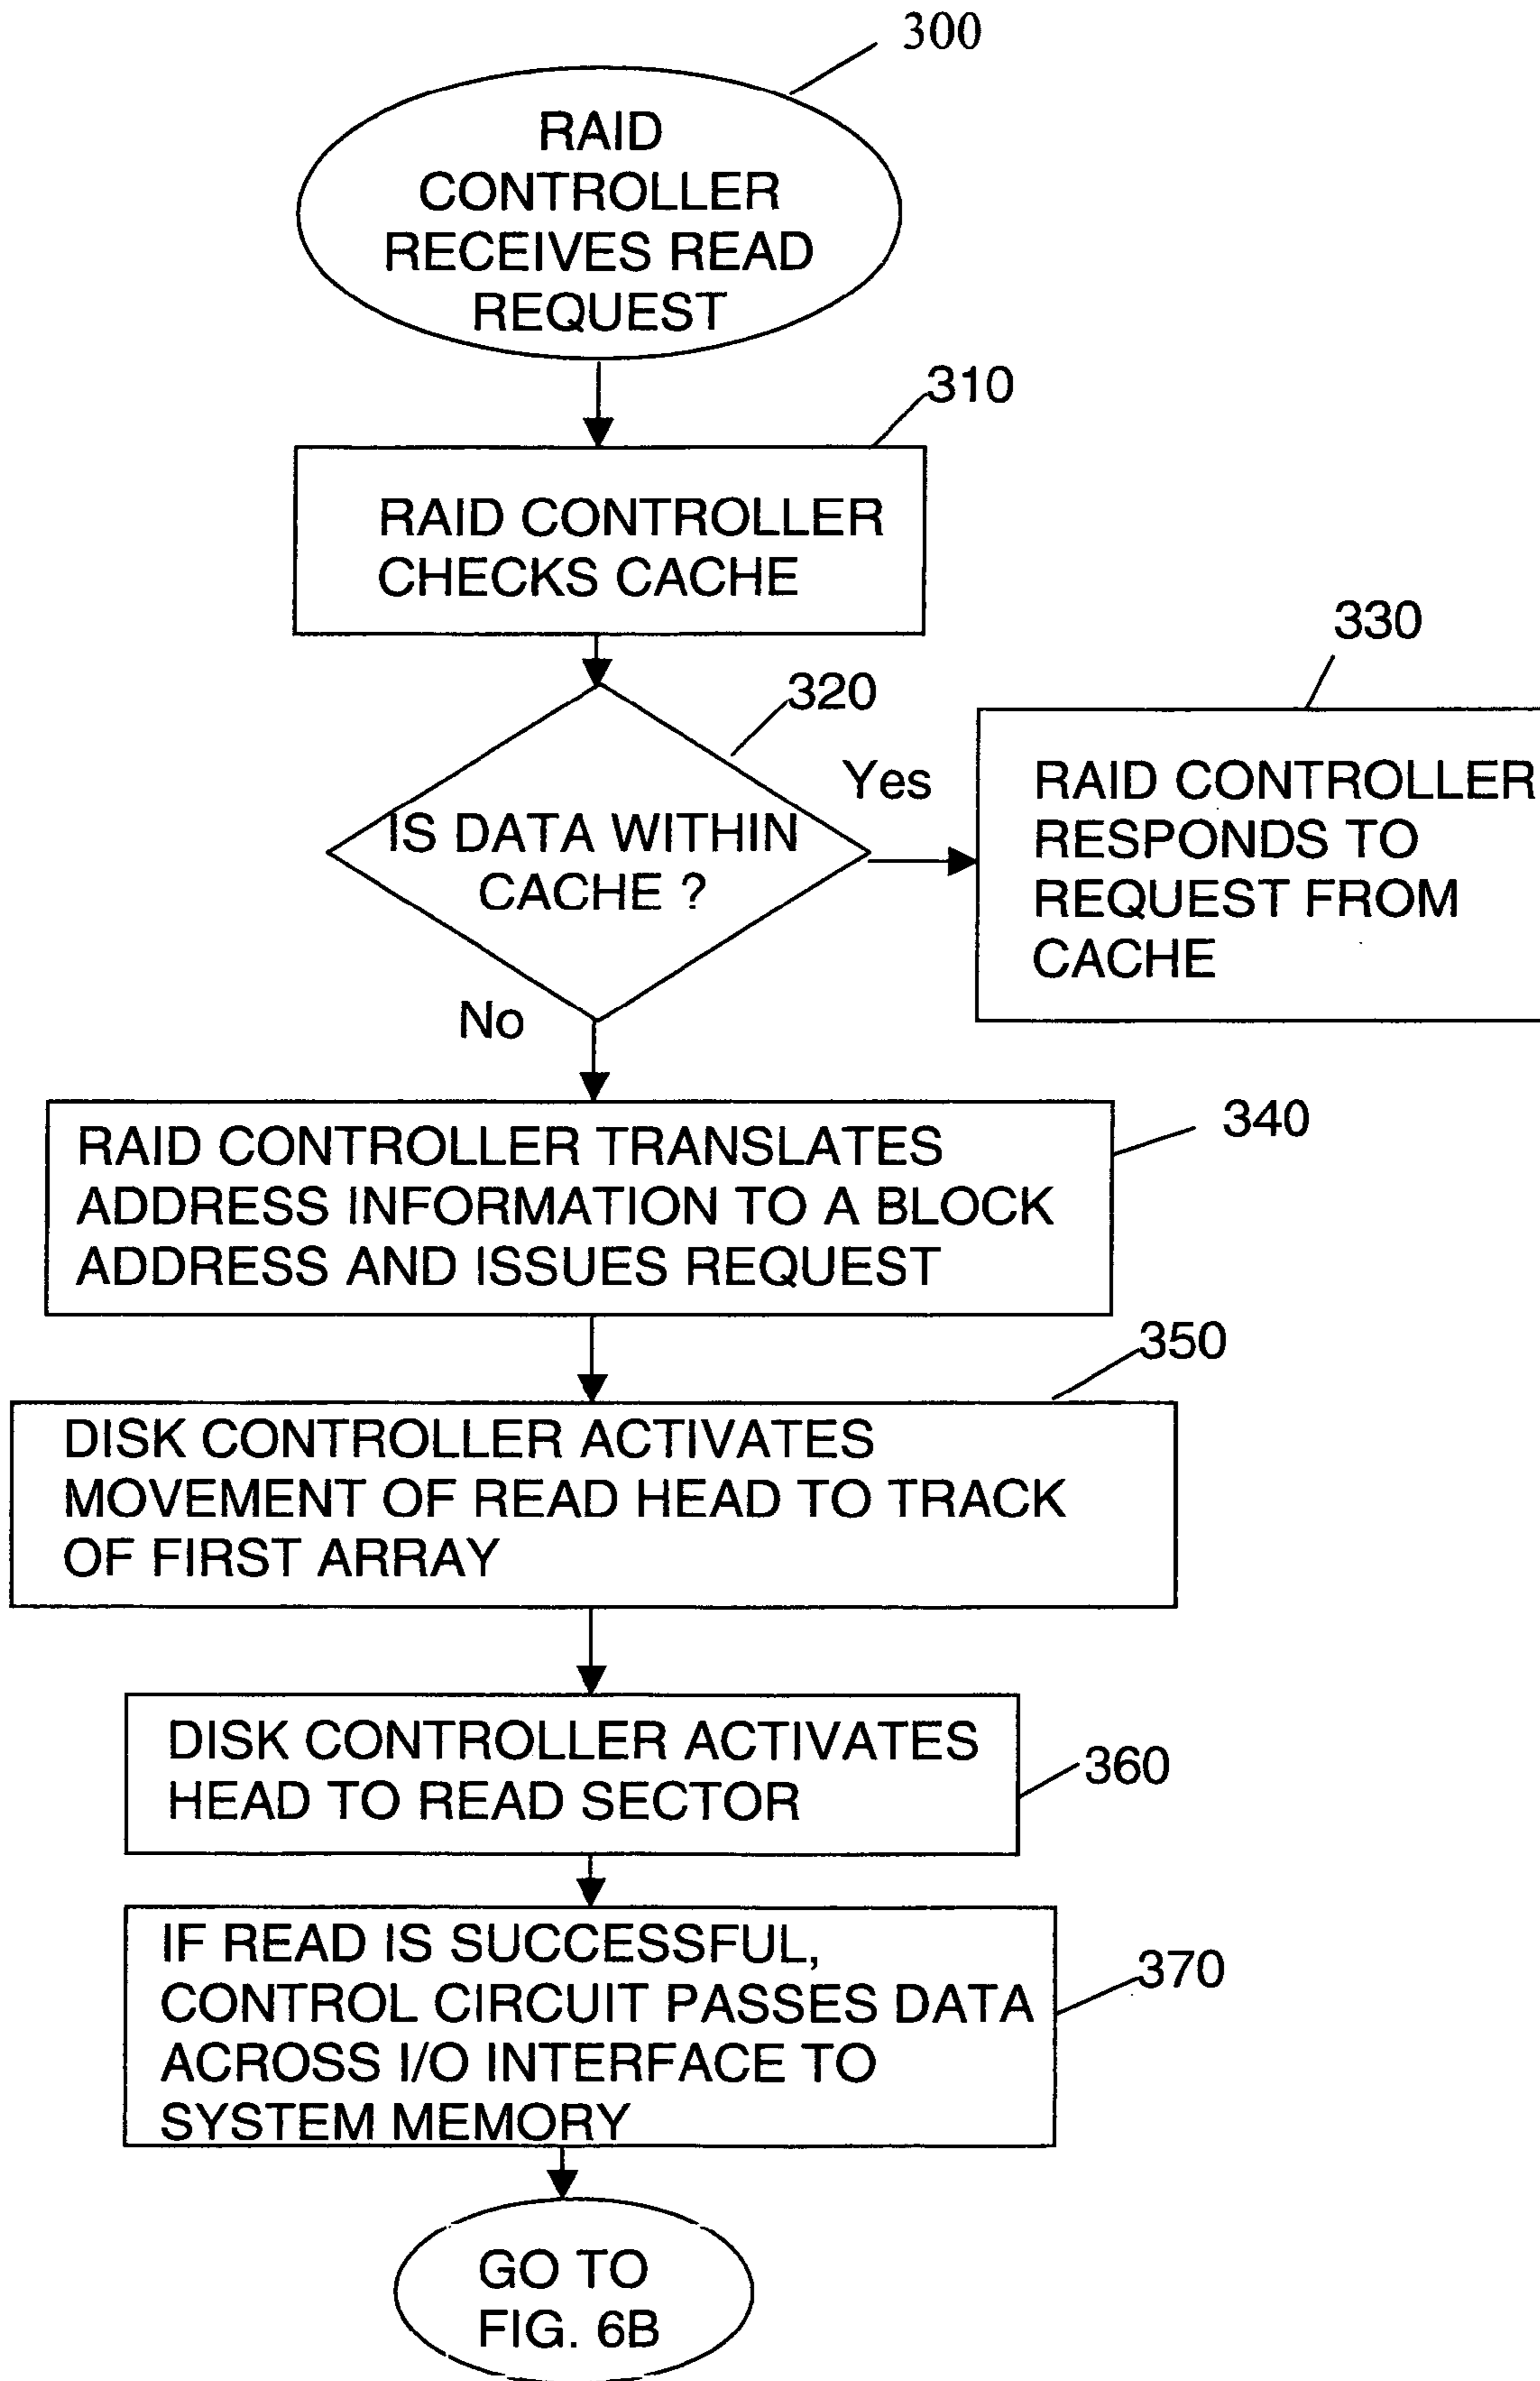 300
RAID
CONTROLLER
RECEIVES READ
REQUEST
310
RAID CONTROLLER
CHECKS CACHE
320
330
IS DATA WITHIN
CACHE ?
Yes
RAID CONTROLLER
RESPONDS TO
REQUEST FROM
CACHE
No
340
RAID CONTROLLER TRANSLATES
ADDRESS INFORMATION TO A BLOCK
ADDRESS AND ISSUES REQUEST
350
DISK CONTROLLER ACTIVATES
MOVEMENT OF READ HEAD TO TRACK
OF FIRST ARRAY
DISK CONTROLLER ACTIVATES
HEAD TO READ SECTOR
360
IF READ IS SUCCESSFUL,
CONTROL CIRCUIT PASSES DATA
ACROSS I/O INTERFACE TO
SYSTEM MEMORY
370
GO TO
FIG. 6B